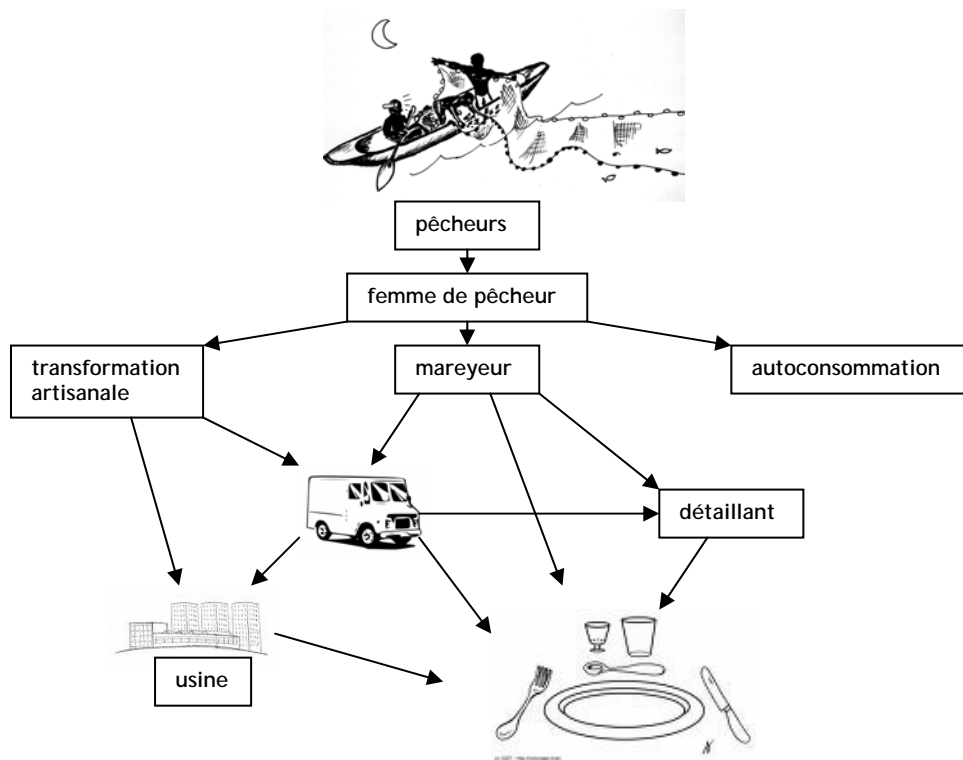 pêcheurs
femme de pêcheur
transformation
artisanale
mareyeur
autoconsommation
détaillant
usine